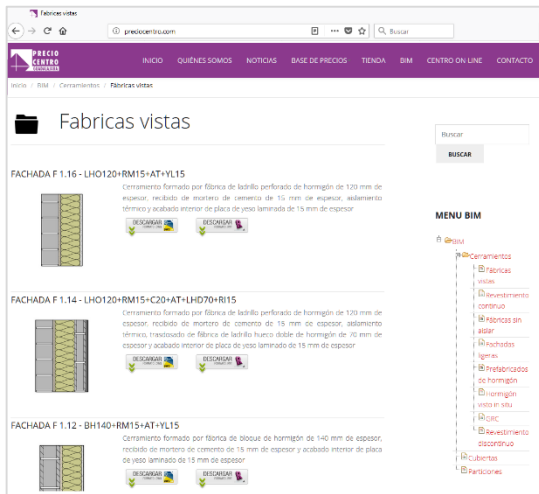 Fabricas vistas
preciocentro.com
Buscar
PRECIO
CENTRO
GUADALAJARA
INICIO QUIÉNES SOMOS NOTICIAS BASE DE PRECIOS TIENDA BIM CENTRO ON LINE CONTACTO
Inicio / BIM / Cerramientos / Fábricas vistas
Fabricas vistas
Buscar
BUSCAR
FACHADA F 1.16 - LHO120+RM15+AT+YL15
Cerramiento formado por fábrica de ladrillo perforado de hormigón de 120 mm de
espesor, recibido de mortero de cemento de 15 mm de espesor, aislamiento
térmico y acabado interior de placa de yeso laminada de 15 mm de espesor
DESCARGAR DESCARGAR
MENU BIM
BIM
Cerramientos
Fábricas
vistas
Revestimento
continuo
Fábricas sin
aislar
Fachadas
ligeras
Prefabricados
de hormigón
Hormigón
visto in situ
GRC
Revestimento
discontinuo
Cubiertas
Particiones
FACHADA F 1.14 - LHO120+RM15+C20+AT+LHD70+RI15
Cerramiento formado por fábrica de ladrillo perforado de hormigón de 120 mm de
espesor, recibido de mortero de cemento de 15 mm de espesor, aislamiento
térmico, trasdosado de fábrica de ladrillo hueco doble de hormigón de 70 mm de
espesor y acabado interior de placa de yeso laminado de 15 mm de espesor
DESCARGAR DESCARGAR
FACHADA F 1.12 - BH140+RM15+AT+YL15
Cerramiento formado por fábrica de bloque de hormigón de 140 mm de espesor,
recibido de mortero de cemento de 15 mm de espesor y acabado interior de placa
de yeso laminado de 15 mm de espesor
DESCARGAR DESCARGAR